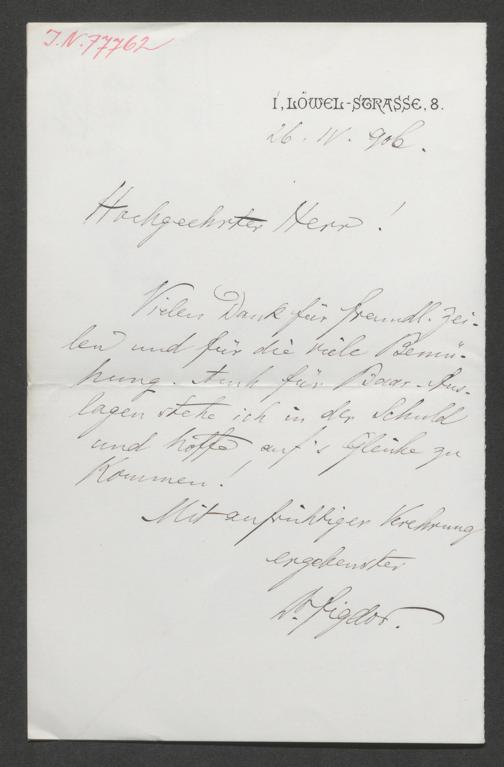 I.N. 77762
I, LÖWEL-STRASSE, 8.
26. IV. 906.
Hochgeehrter Herr!
Vielen Dank für freundl. Zei-
len und für die viele Bemü-
hung. Auch für Baar-Aus-
lagen stehe ich in der Schuld
und hoffe auf's Gleiche zu
kommen!
Mit aufrichtiger Verehrung
ergebenster
Dr. Figdor.